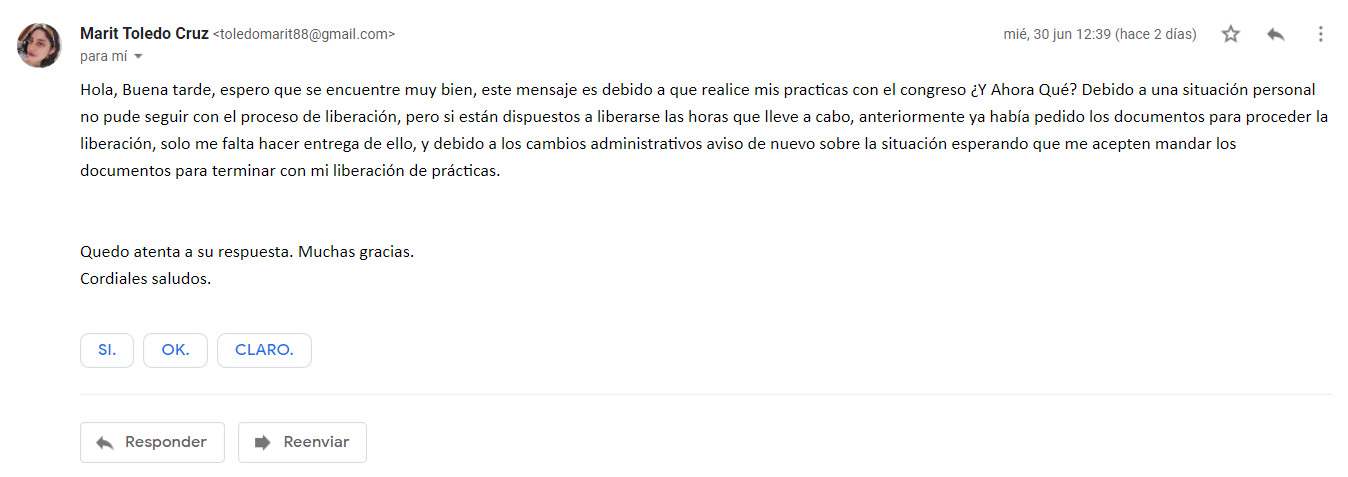 Marit Toledo Cruz <toledomarit88@gmail.com> mié, 30 jun 12:39 (hace 2 días)
para mí
Hola, Buena tarde, espero que se encuentre muy bien, este mensaje es debido a que realice mis practicas con el congreso ¿Y Ahora Qué? Debido a una situación personal
no pude seguir con el proceso de liberación, pero si están dispuestos a liberarse las horas que lleve a cabo, anteriormente ya había pedido los documentos para proceder la
liberación, solo me falta hacer entrega de ello, y debido a los cambios administrativos aviso de nuevo sobre la situación esperando que me acepten mandar los
documentos para terminar con mi liberación de prácticas.
Quedo atenta a su respuesta. Muchas gracias.
Cordiales saludos.
SI. OK. CLARO.
Responder Reenviar